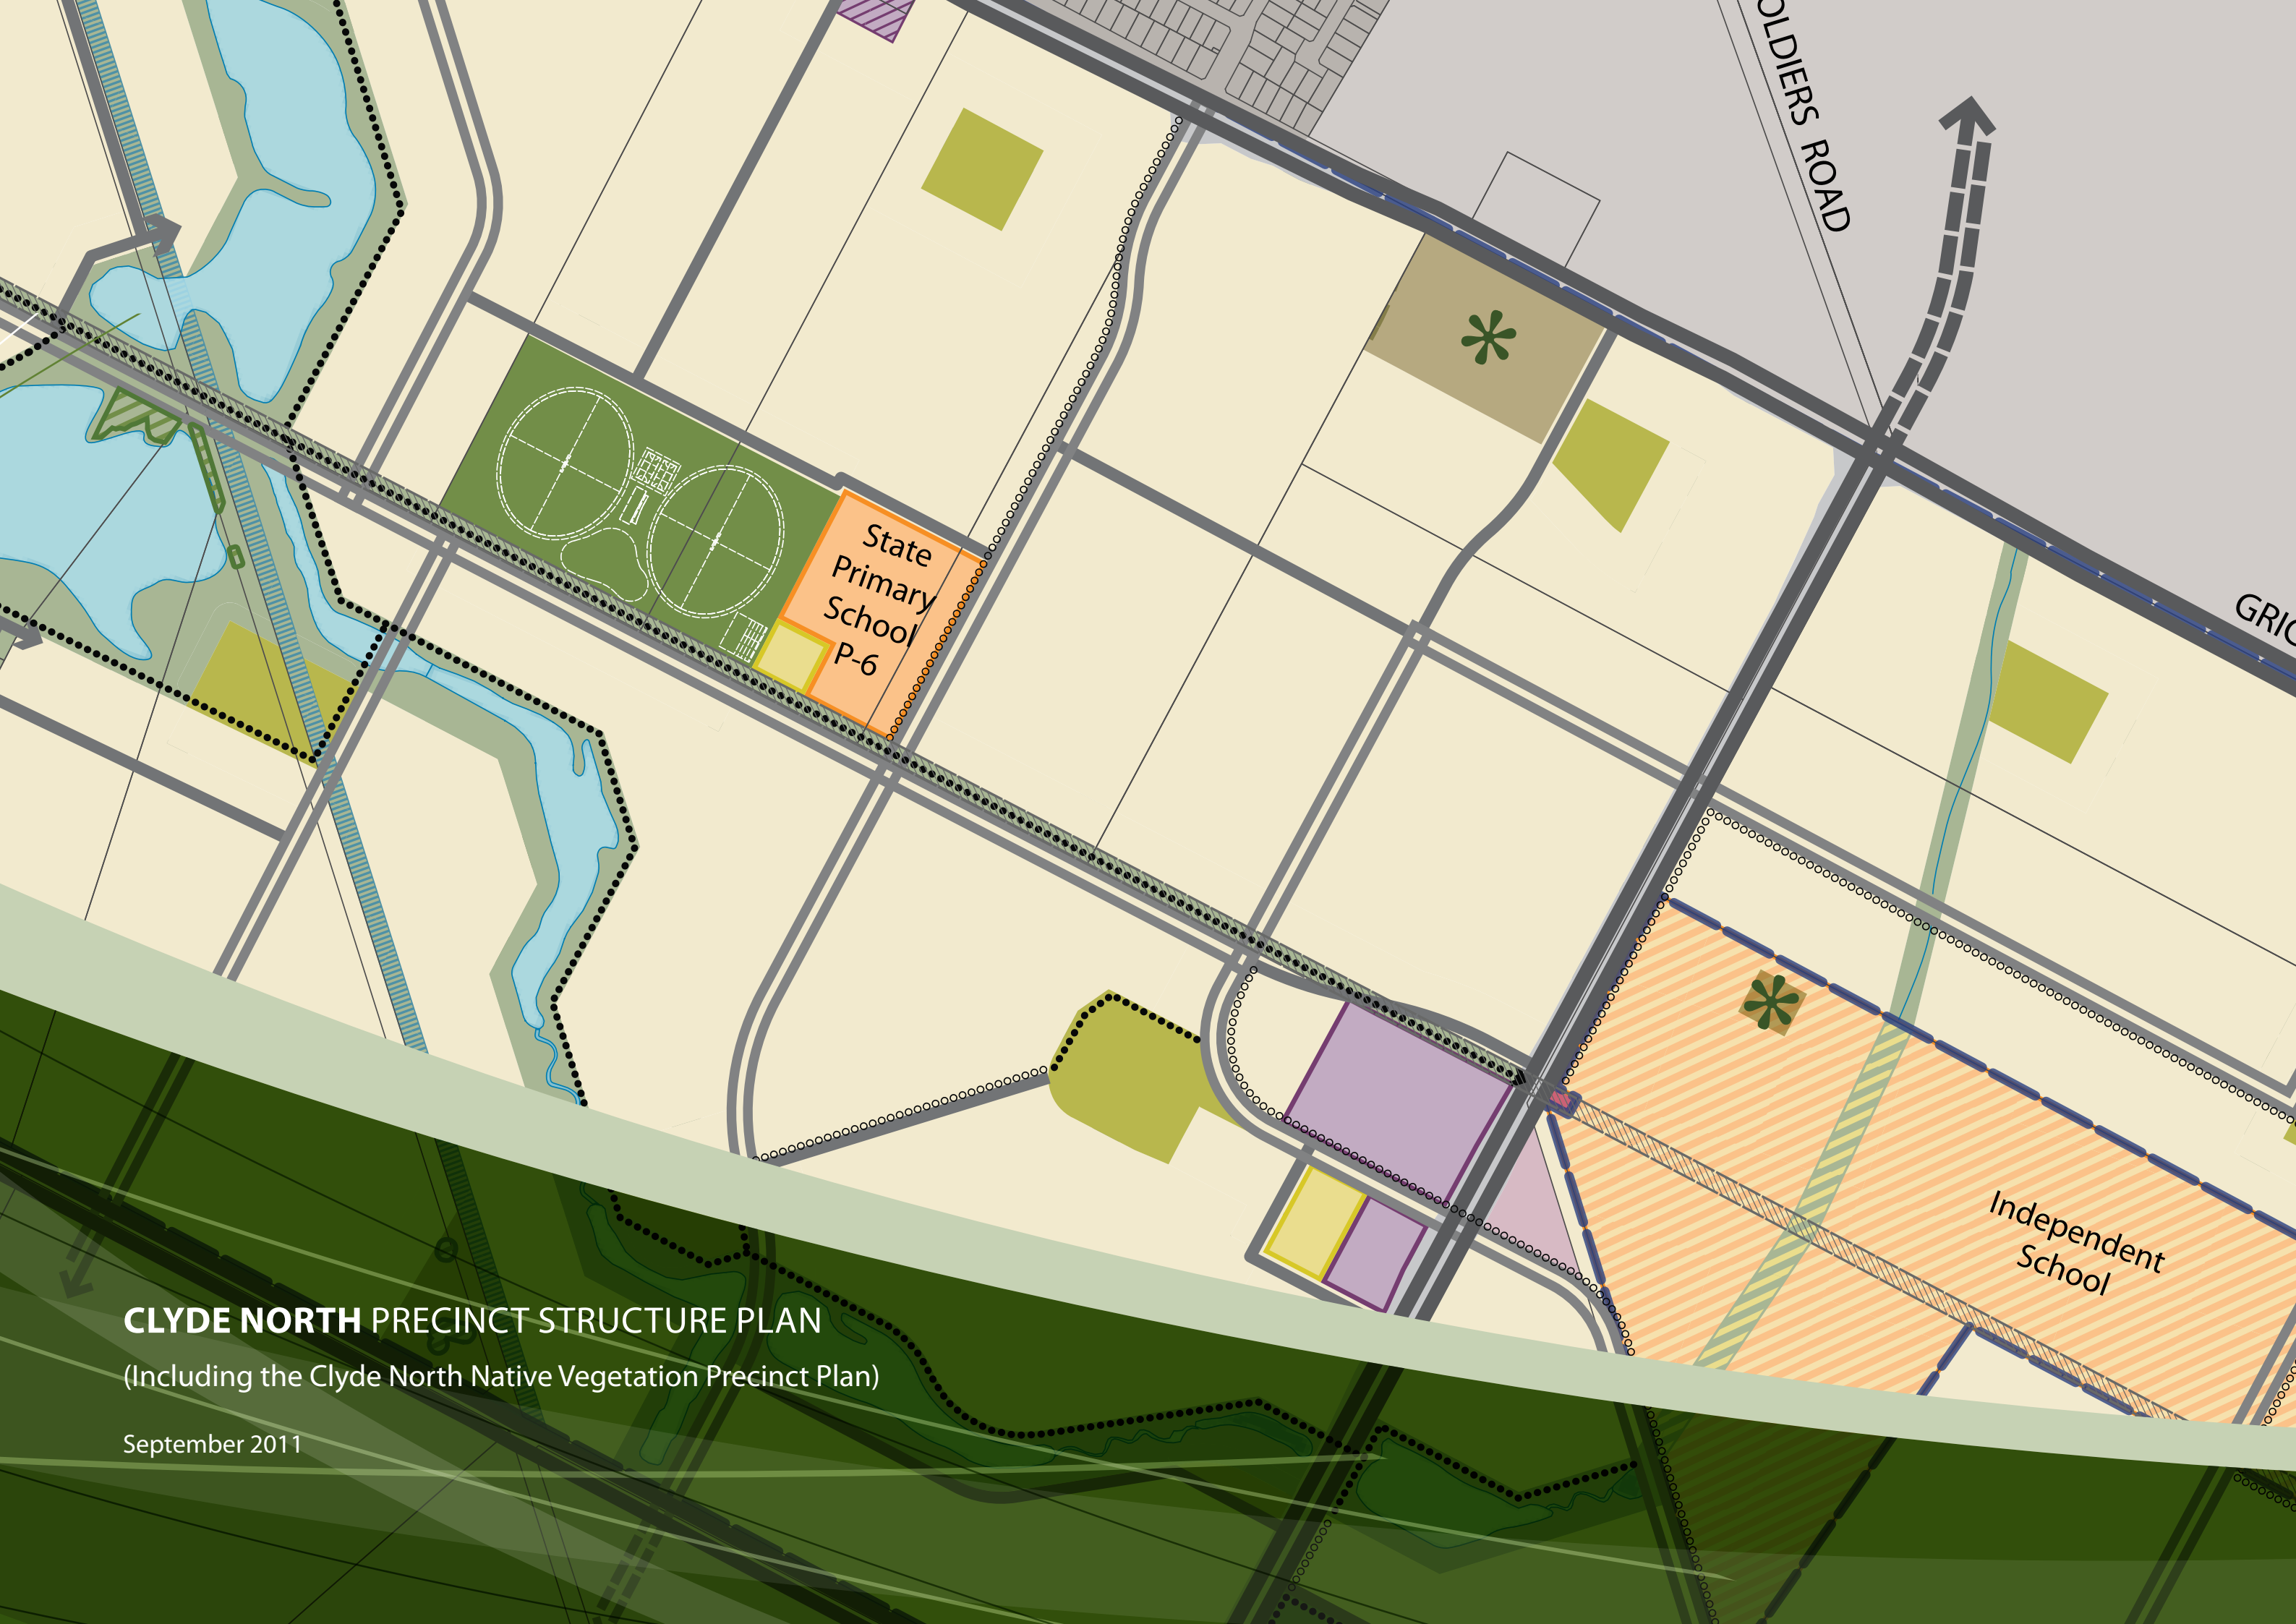 OLDIERS ROAD
GRIC
State
Primary
School
P-6
Independent
School
CLYDE NORTH PRECINCT STRUCTURE PLAN
(Including the Clyde North Native Vegetation Precinct Plan)
September 2011